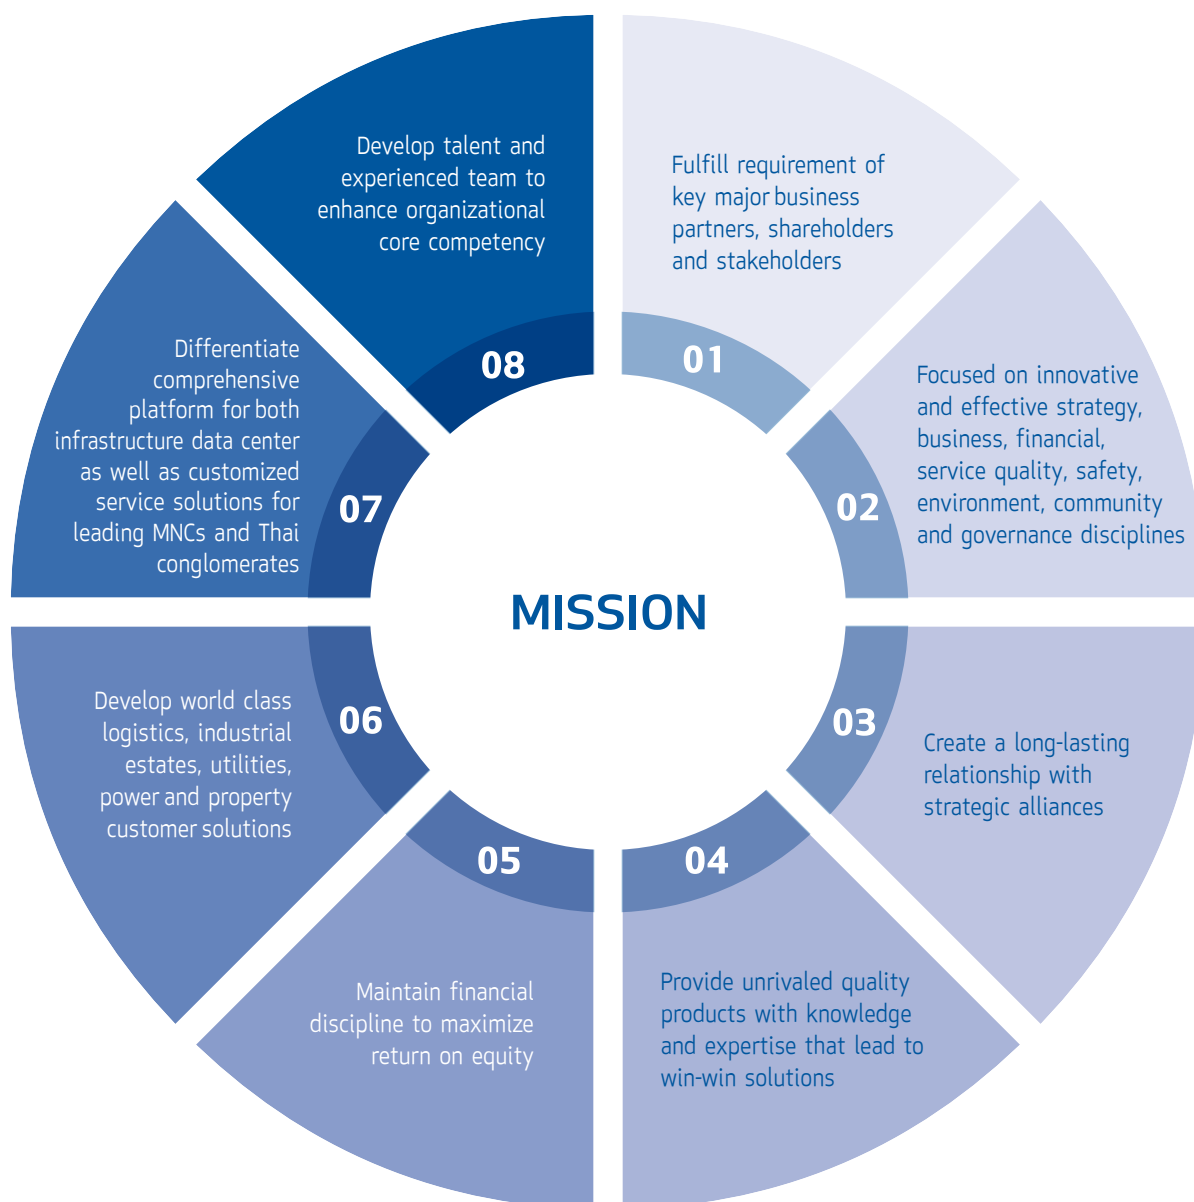 MISSION
01
Fulfill requirement of
key major business
partners, shareholders
and stakeholders
02
Focused on innovative
and effective strategy,
business, financial,
service quality, safety,
environment, community
and governance disciplines
03
Create a long-lasting
relationship with
strategic alliances
04
Provide unrivaled quality
products with knowledge
and expertise that lead to
win-win solutions
05
Maintain financial
discipline to maximize
return on equity
06
Develop world class
logistics, industrial
estates, utilities,
power and property
customer solutions
07
Differentiate
comprehensive
platform for both
infrastructure data center
as well as customized
service solutions for
leading MNCs and Thai
conglomerates
08
Develop talent and
experienced team to
enhance organizational
core competency